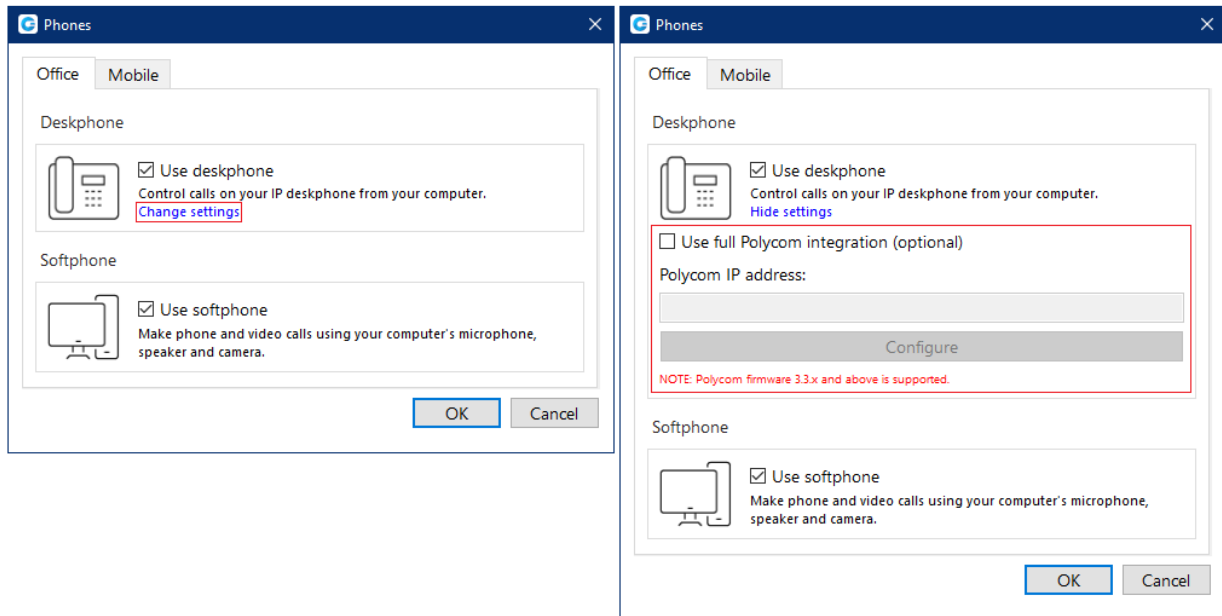 Phones
Office Mobile
Deskphone
Use deskphone
Control calls on your IP deskphone from your computer.
Change settings
Softphone
Use softphone
Make phone and video calls using your computer's microphone,
speaker and camera.
OK Cancel
Phones
Office Mobile
Deskphone
Use deskphone
Control calls on your IP deskphone from your computer.
Hide settings
Use full Polycom integration (optional)
Polycom IP address:
Configure
NOTE: Polycom firmware 3.3.x and above is supported.
Softphone
Use softphone
Make phone and video calls using your computer's microphone,
speaker and camera.
OK Cancel